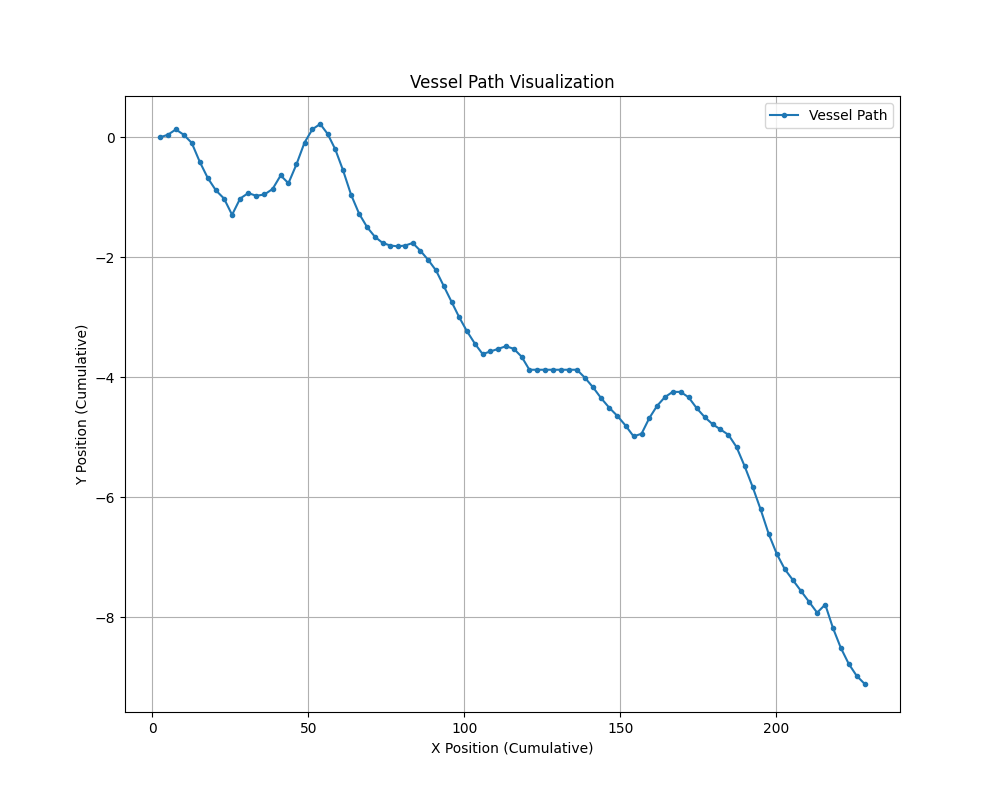 Vessel Path Visualization
Vessel Path
Y Position (Cumulative)
0
−2
−4
−6
−8
0 50 100 150 200
X Position (Cumulative)